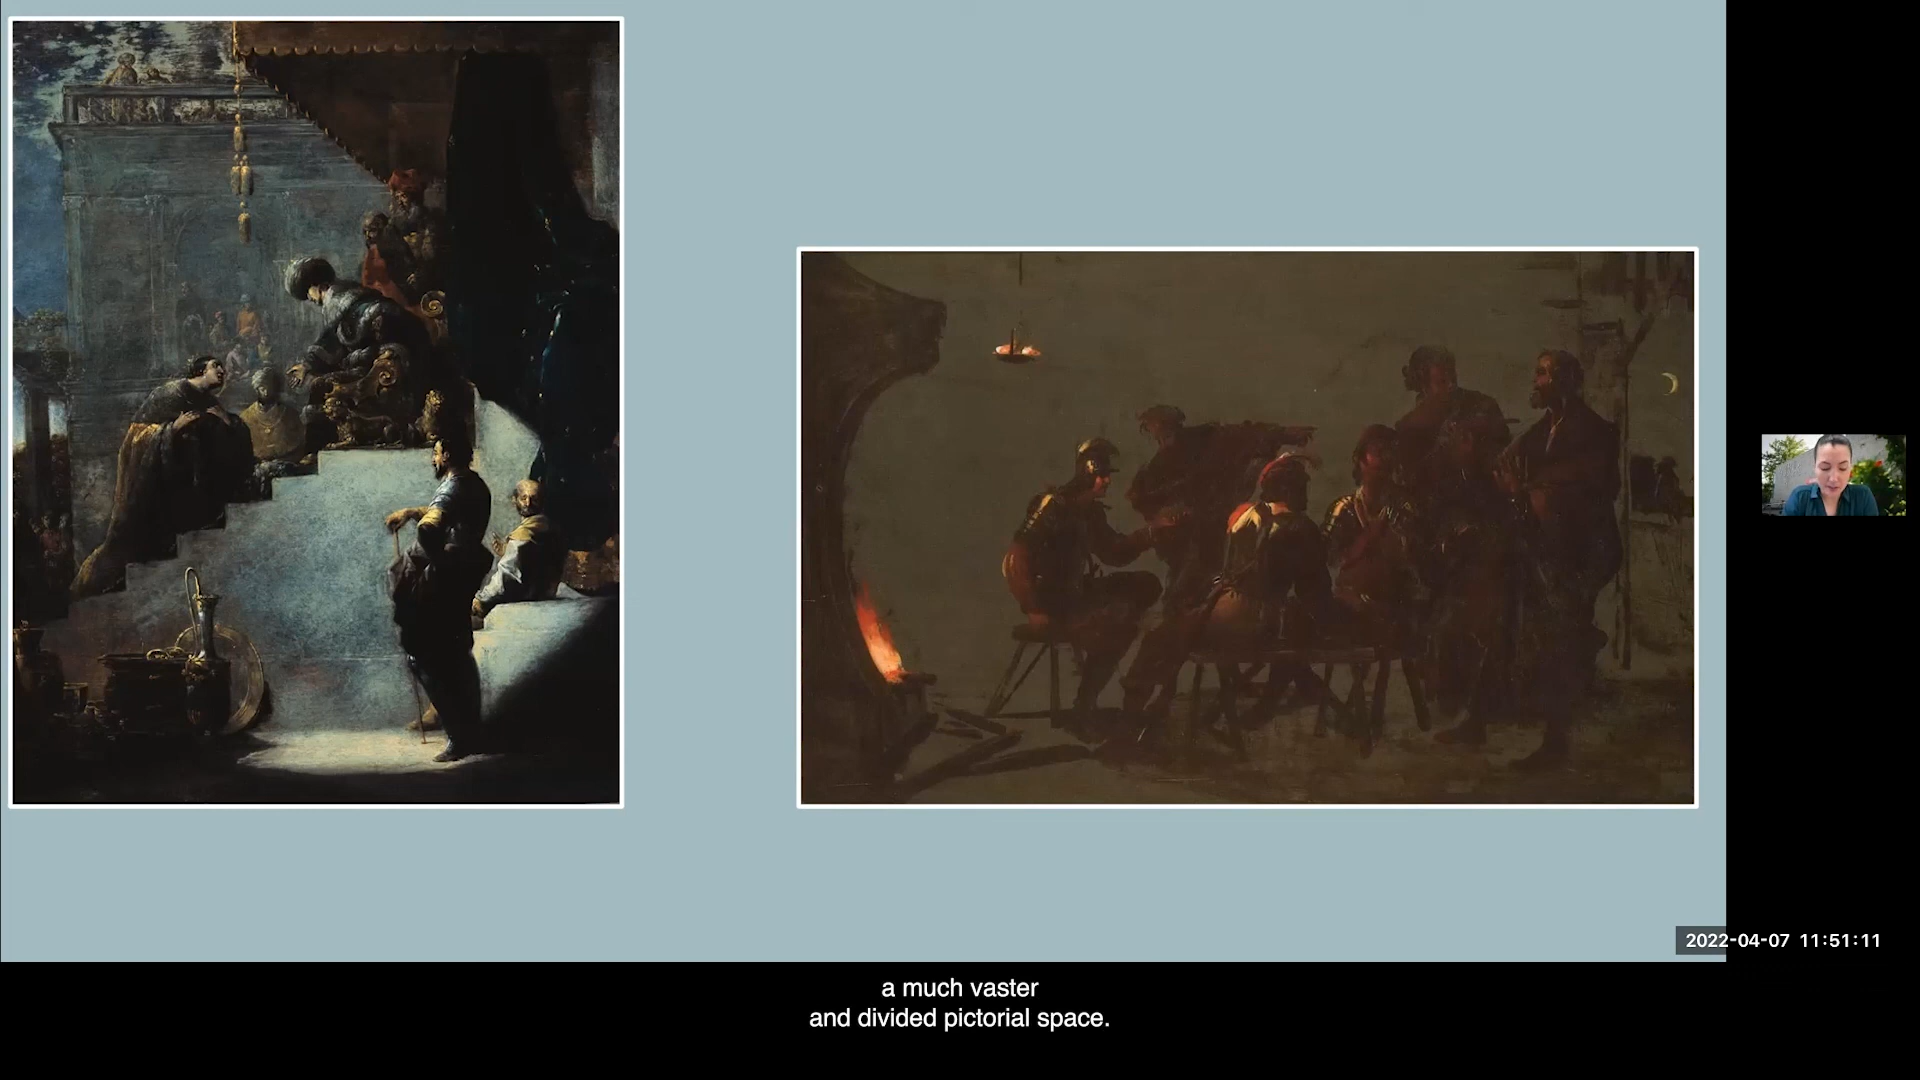 2022-04-07 11:51:11
a much vaster
and divided pictorial space.